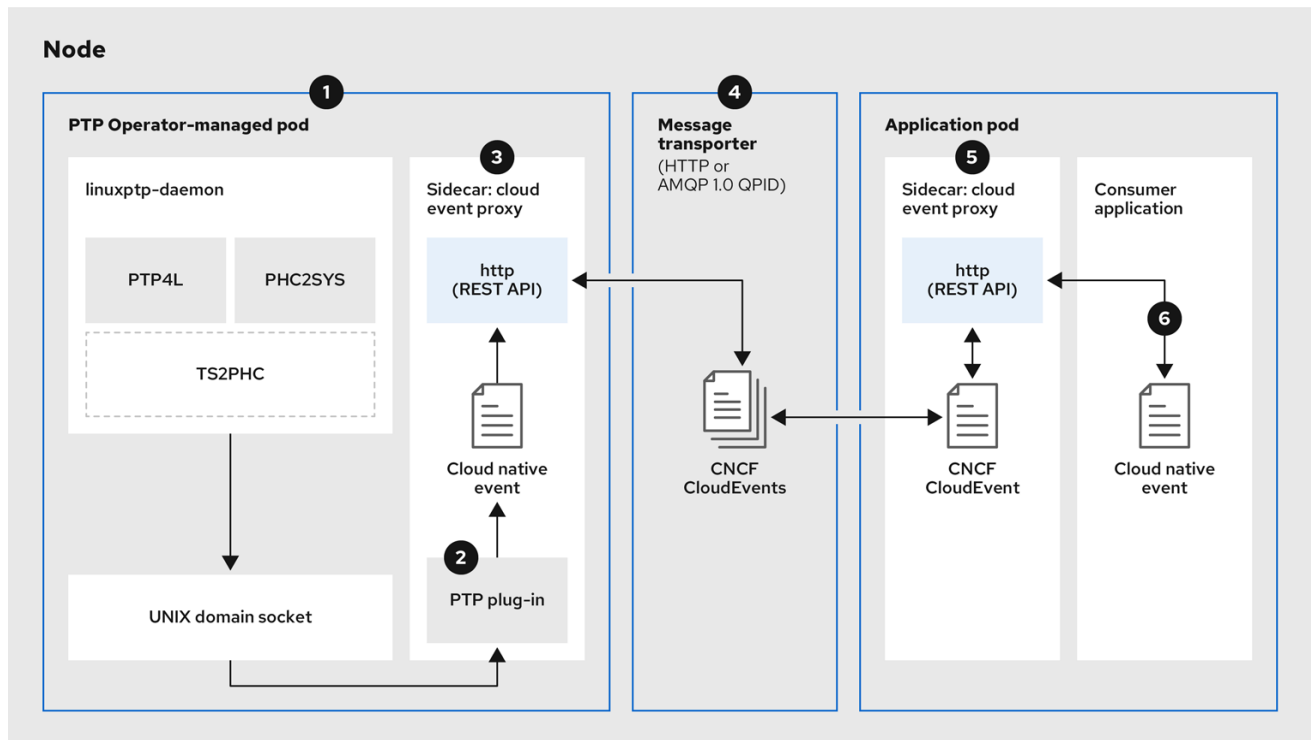 Node
1
PTP Operator-managed pod
linuxptp-daemon
PTP4L
PHC2SYS
TS2PHC
UNIX domain socket
3
Sidecar: cloud
event proxy
http
(REST API)
Cloud native
event
2
PTP plug-in
4
Message
transporter
(HTTP or
AMQP 1.0 QPID)
CNCF
CloudEvents
Application pod
5
Sidecar: cloud
event proxy
http
(REST API)
CNCF
CloudEvent
Consumer
application
6
Cloud native
event